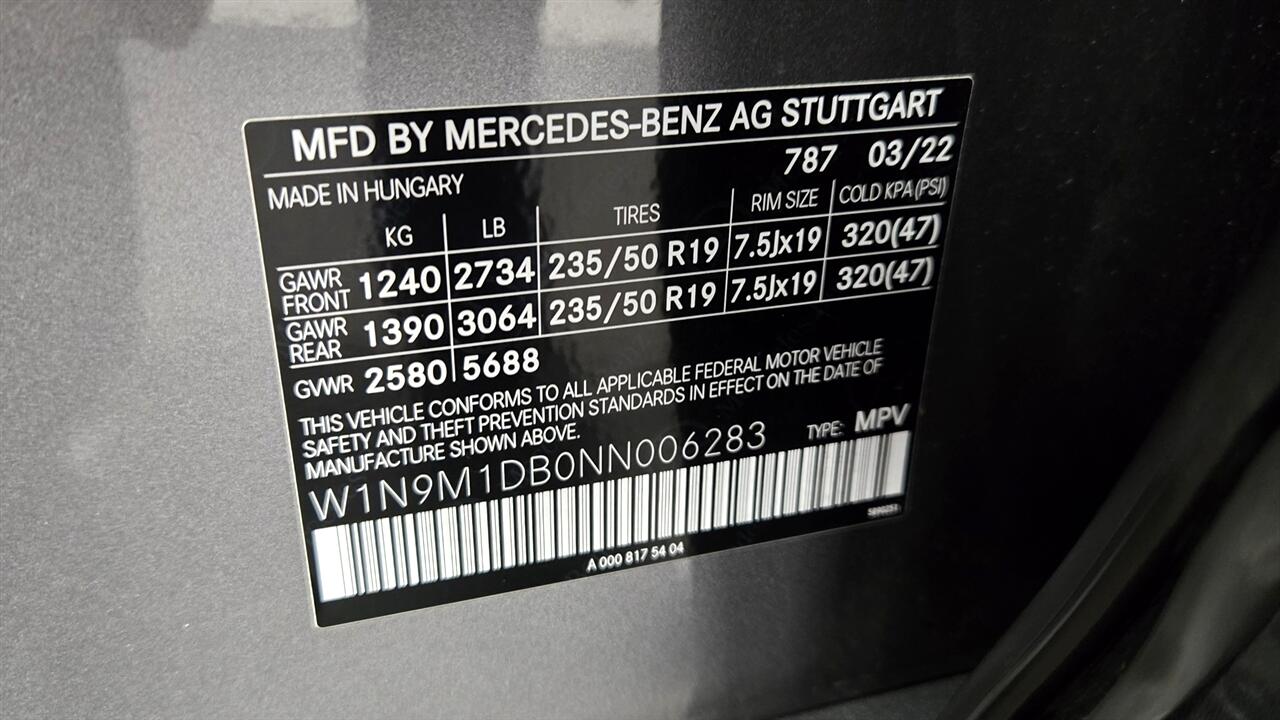 MFD BY MERCEDES-BENZ AG STUTTGART
787 03/22
MADE IN HUNGARY
KG LB TIRES RIM SIZE COLD KPA (PSI)
GAWR FRONT 1240 2734 235/50 R19 7.5Jx19 320(47)
GAWR REAR 1390 3064 235/50 R19 7.5Jx19 320(47)
GVWR 2580 5688
THIS VEHICLE CONFORMS TO ALL APPLICABLE FEDERAL MOTOR VEHICLE
SAFETY AND THEFT PREVENTION STANDARDS IN EFFECT ON THE DATE OF
MANUFACTURE SHOWN ABOVE.
W1N9M1DB0NN006283 TYPE: MPV
A 000 817 54 04